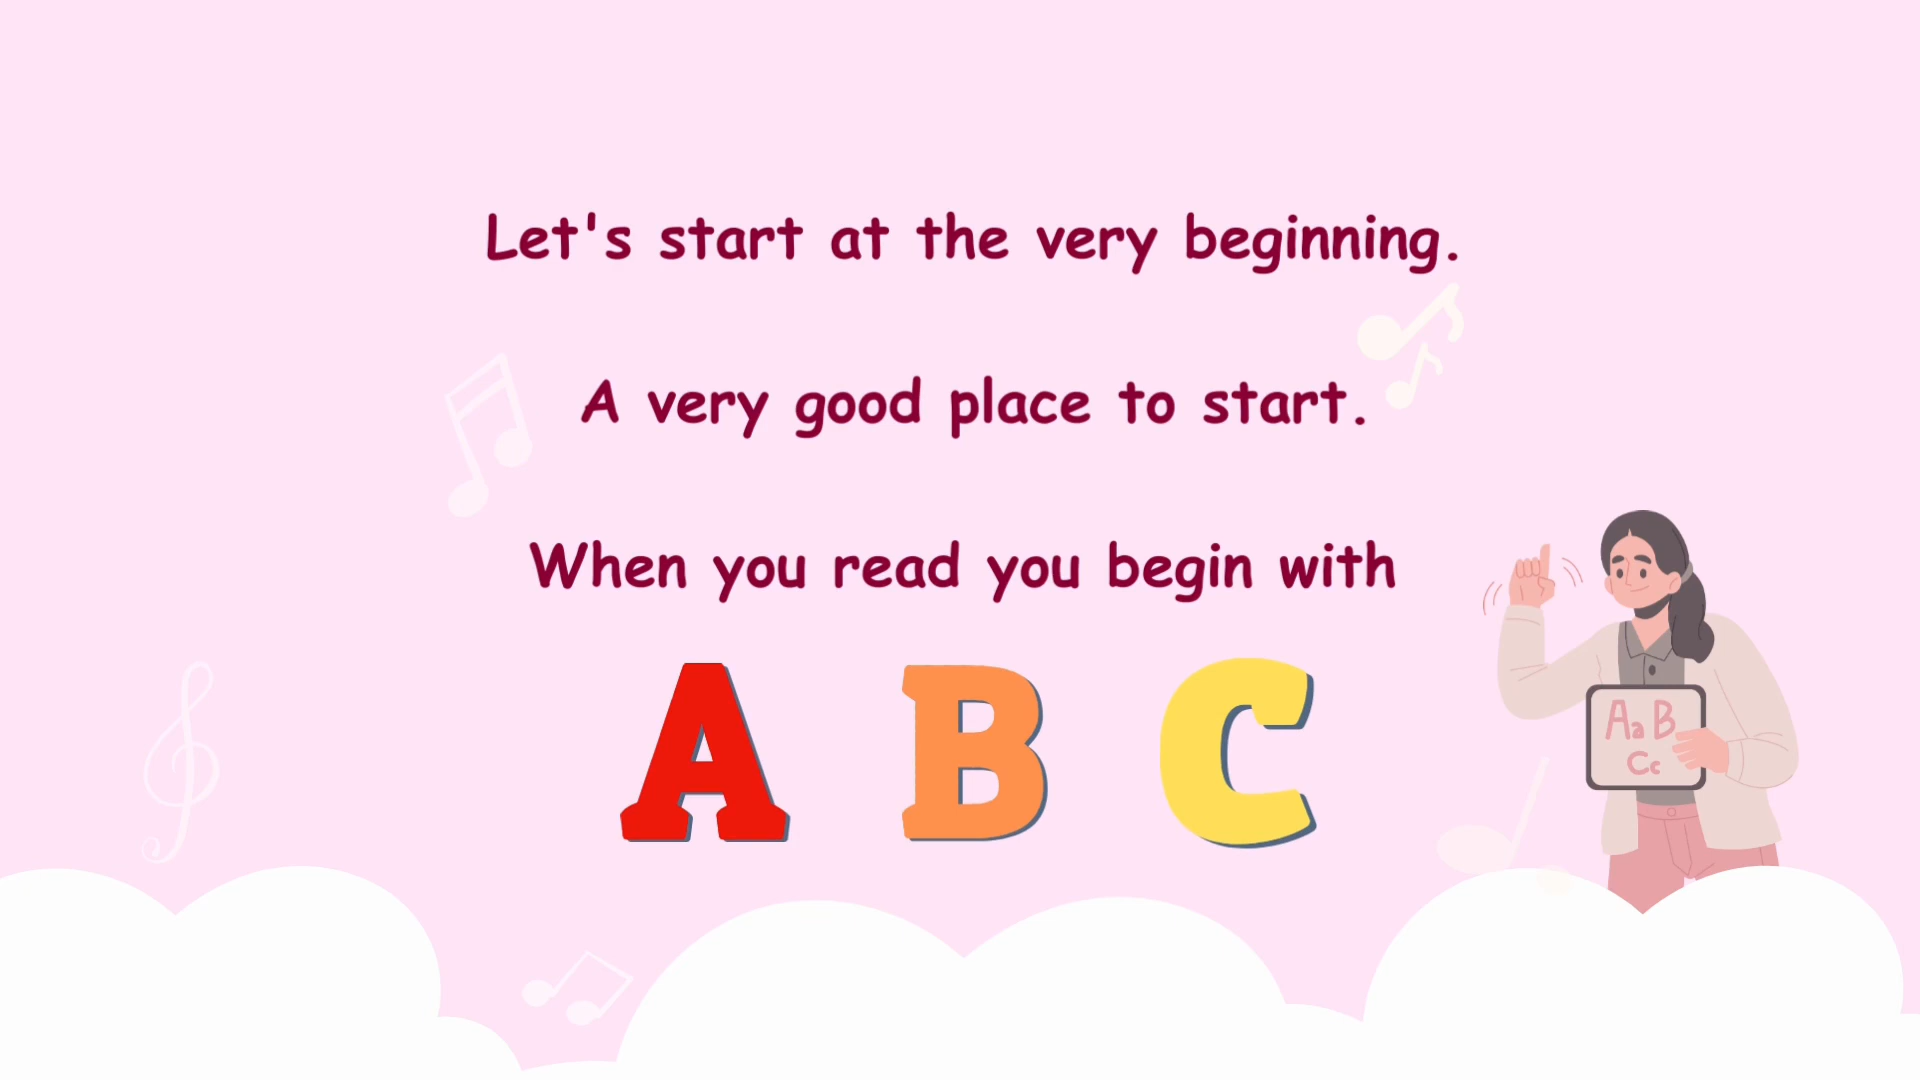 Let's start at the very beginning.
A very good place to start.
When you read you begin with
A B C
Aa B
Cc